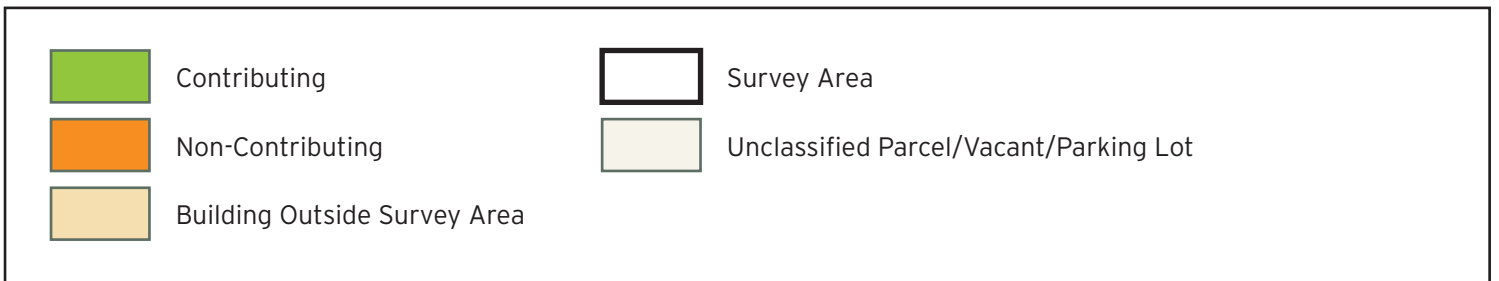 Contributing
Non-Contributing
Building Outside Survey Area
Survey Area
Unclassified Parcel/Vacant/Parking Lot